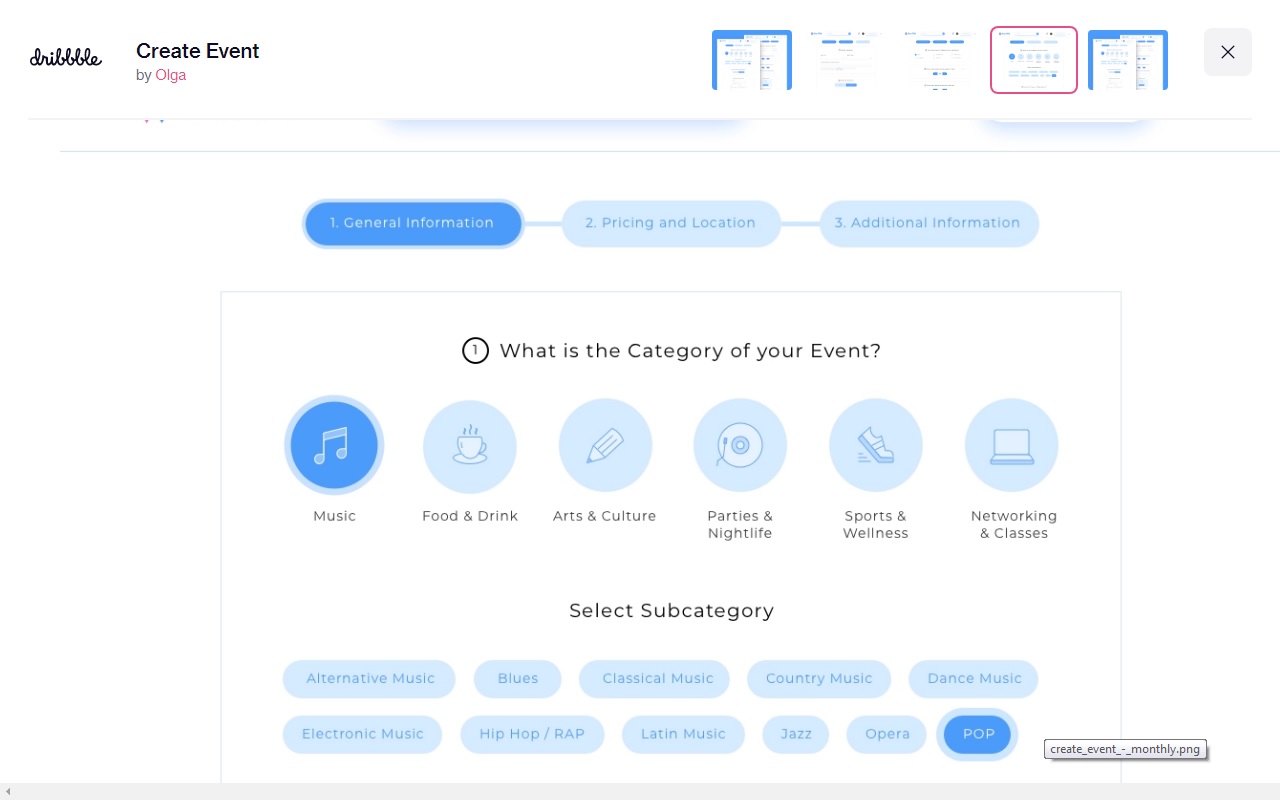 dribbble
Create Event
by Olga
1. General Information
2. Pricing and Location
3. Additional Information
1 What is the Category of your Event?
Music
Food & Drink
Arts & Culture
Parties &
Nightlife
Sports &
Wellness
Networking
& Classes
Select Subcategory
Alternative Music
Blues
Classical Music
Country Music
Dance Music
Electronic Music
Hip Hop / RAP
Latin Music
Jazz
Opera
POP
create_event_-_monthly.png